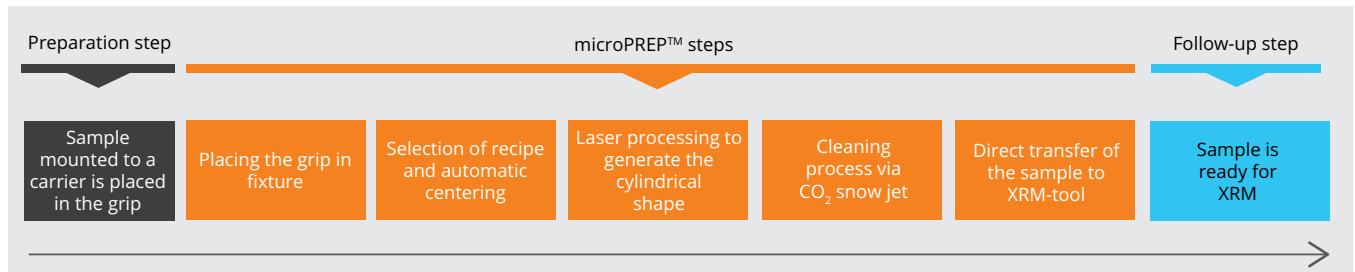 Preparation step
microPREP™ steps
Follow-up step
Sample
mounted to a
carrier is placed
in the grip
Placing the grip in
fixture
Selection of recipe
and automatic
centering
Laser processing to
generate the
cylindrical
shape
Cleaning
process via
CO₂ snow jet
Direct transfer of
the sample to
XRM-tool
Sample is
ready for
XRM